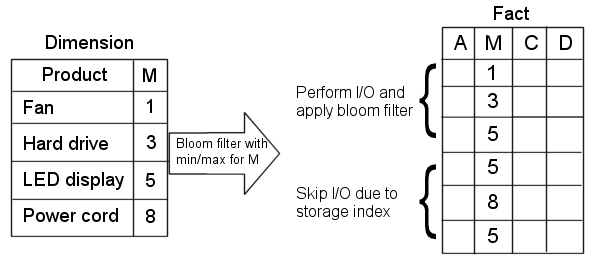 Dimension
Product M
Fan 1
Hard drive 3
LED display 5
Power cord 8
Bloom filter with
min/max for M
Fact
A M C D
Perform I/O and
apply bloom filter
1
3
5
Skip I/O due to
storage index
5
8
5